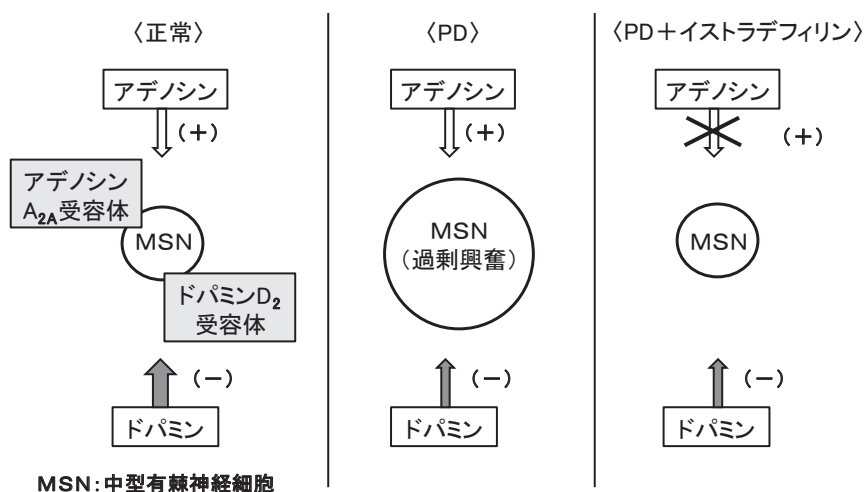 〈正常〉
アデノシン
(+)
アデノシン
A2A受容体
MSN
ドパミンD2
受容体
(−)
ドパミン
MSN:中型有棘神経細胞
〈PD〉
アデノシン
(+)
MSN
(過剰興奮)
(−)
ドパミン
〈PD+イストラデフィリン〉
アデノシン
(+)
MSN
(−)
ドパミン